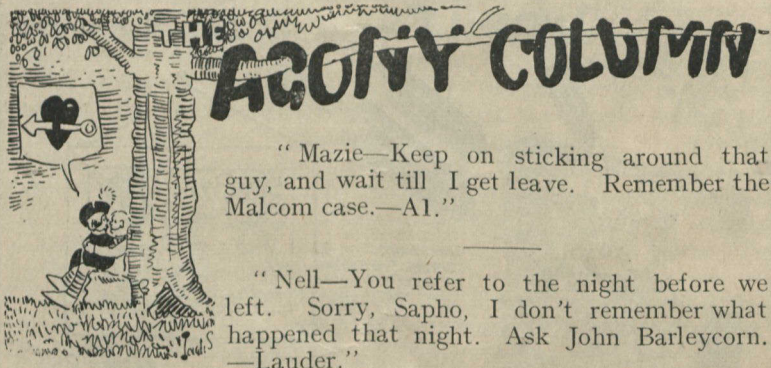 THE
AGONY COLUMN
“ Mazie—Keep on sticking around that
guy, and wait till I get leave. Remember the
Malcom case.—A1.”
“ Nell—You refer to the night before we
left. Sorry, Sapho, I don't remember what
happened that night. Ask John Barleycorn.
—Lauder.”